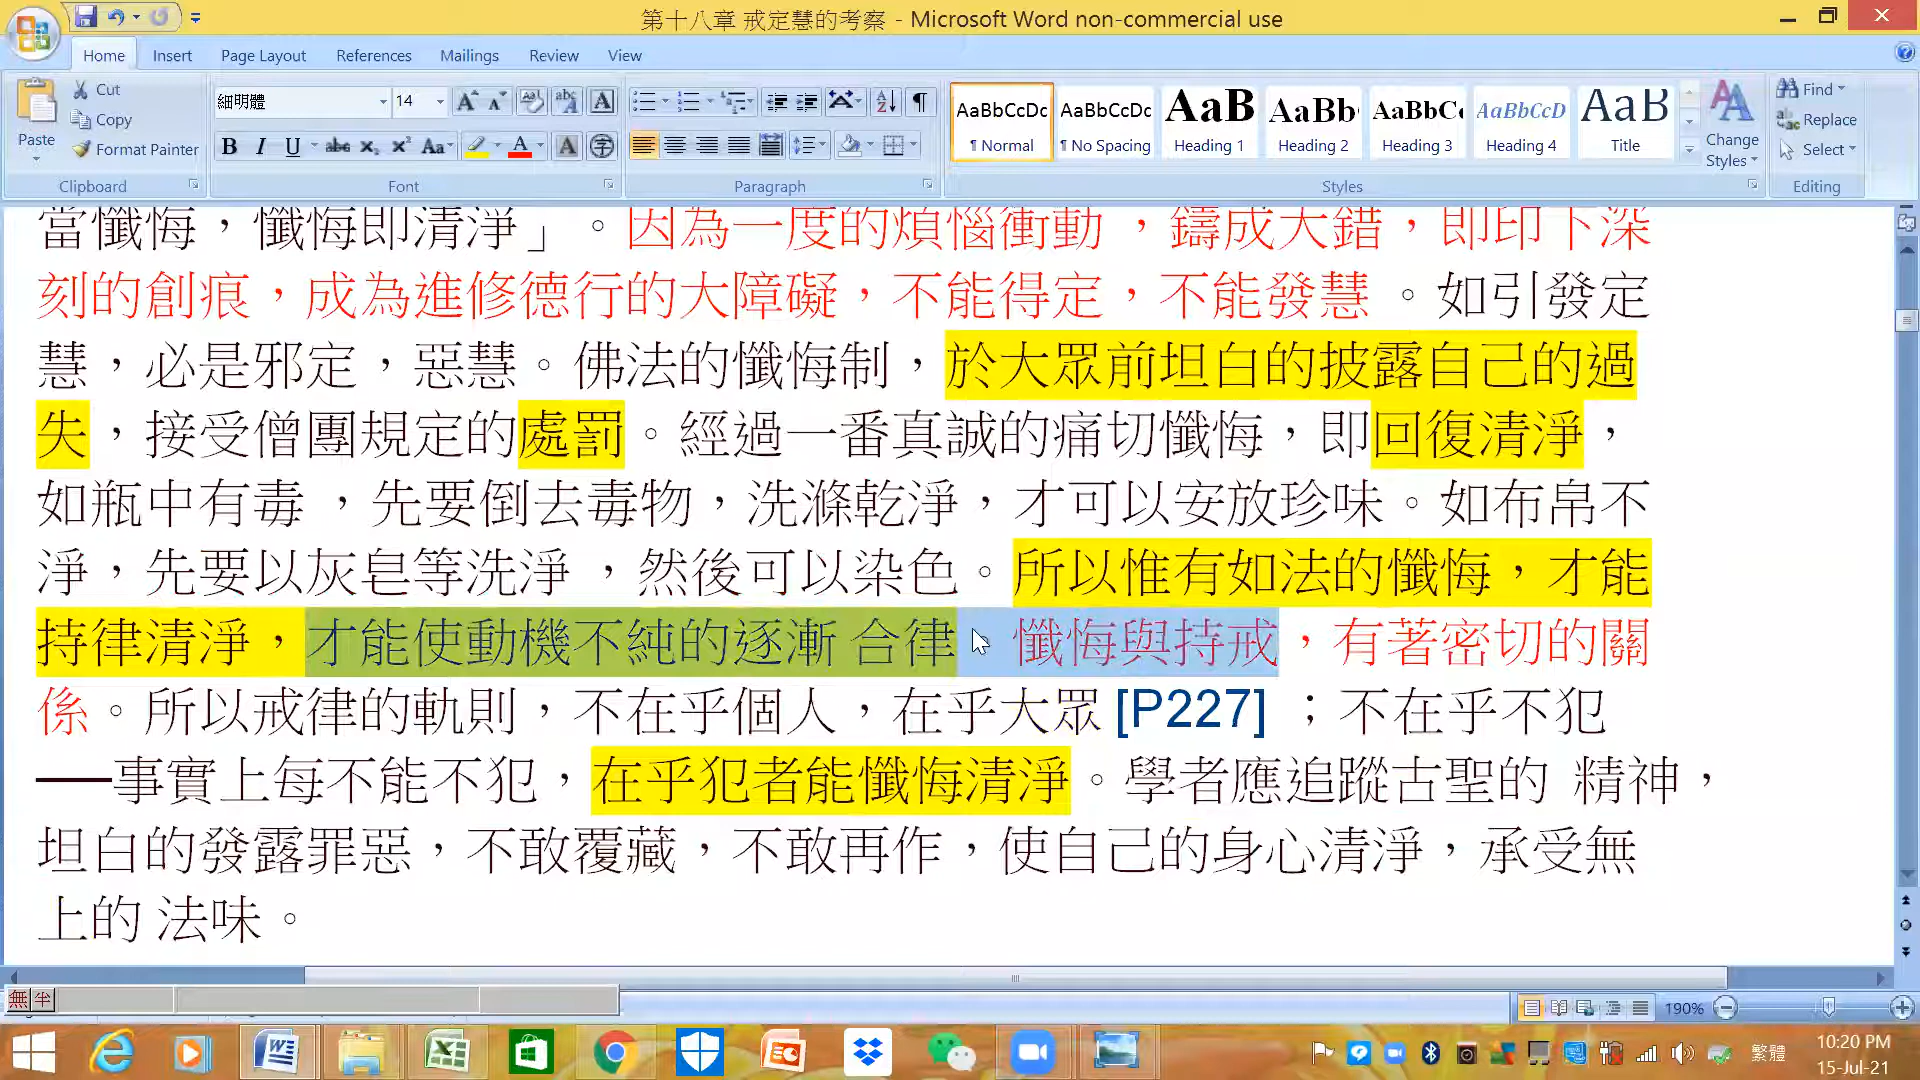 第十八章 戒定慧的考察 - Microsoft Word non-commercial use
Home Insert Page Layout References Mailings Review View
Paste
Cut
Copy
Format Painter
Clipboard
細明體 14
B I U abc x₂ x² Aa A A
Font
Paragraph
AaBbCcDc AaBbCcDc AaB AaBb AaBbCc AaBbCcD AaB
¶ Normal ¶ No Spacing Heading 1 Heading 2 Heading 3 Heading 4 Title
Change Styles
Styles
Find
Replace
Select
Editing
當懺悔，懺悔即清淨」。因為一度的煩惱衝動，鑄成大錯，即印下深
刻的創痕，成為進修德行的大障礙，不能得定，不能發慧。如引發定
慧，必是邪定，惡慧。佛法的懺悔制，於大眾前坦白的披露自己的過
失，接受僧團規定的處罰。經過一番真誠的痛切懺悔，即回復清淨，
如瓶中有毒，先要倒去毒物，洗滌乾淨，才可以安放珍味。如布帛不
淨，先要以灰皂等洗淨，然後可以染色。所以惟有如法的懺悔，才能
持律清淨，才能使動機不純的逐漸 合律 懺悔與持戒，有著密切的關
係。所以戒律的軌則，不在乎個人，在乎大眾 [P227] ；不在乎不犯
──事實上每不能不犯，在乎犯者能懺悔清淨。學者應追蹤古聖的 精神，
坦白的發露罪惡，不敢覆藏，不敢再作，使自己的身心清淨，承受無
上的 法味。
無 半
190%
繁體
10:20 PM
15-Jul-21